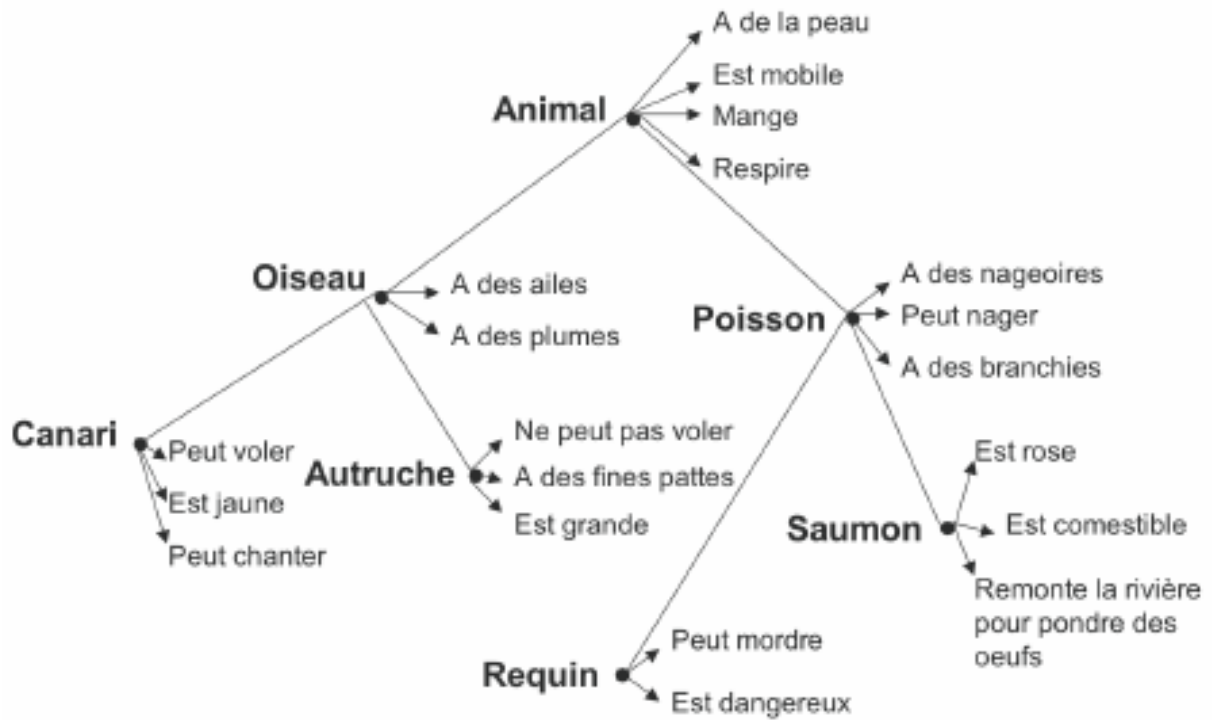 A de la peau
Est mobile
Animal
Mange
Respire
Oiseau
A des ailes
A des plumes
Poisson
A des nageoires
Peut nager
A des branchies
Canari
Peut voler
Est jaune
Peut chanter
Autruche
Ne peut pas voler
A des fines pattes
Est grande
Saumon
Est rose
Est comestible
Remonte la rivière
pour pondre des
oeufs
Requin
Peut mordre
Est dangereux